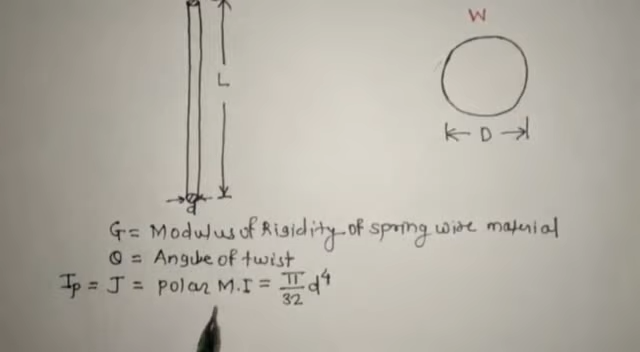 W
L
D
d
G = Modulus of Rigidity of spring wire material
θ = Angle of twist
Ip = J = polar M.I = π/32 d⁴